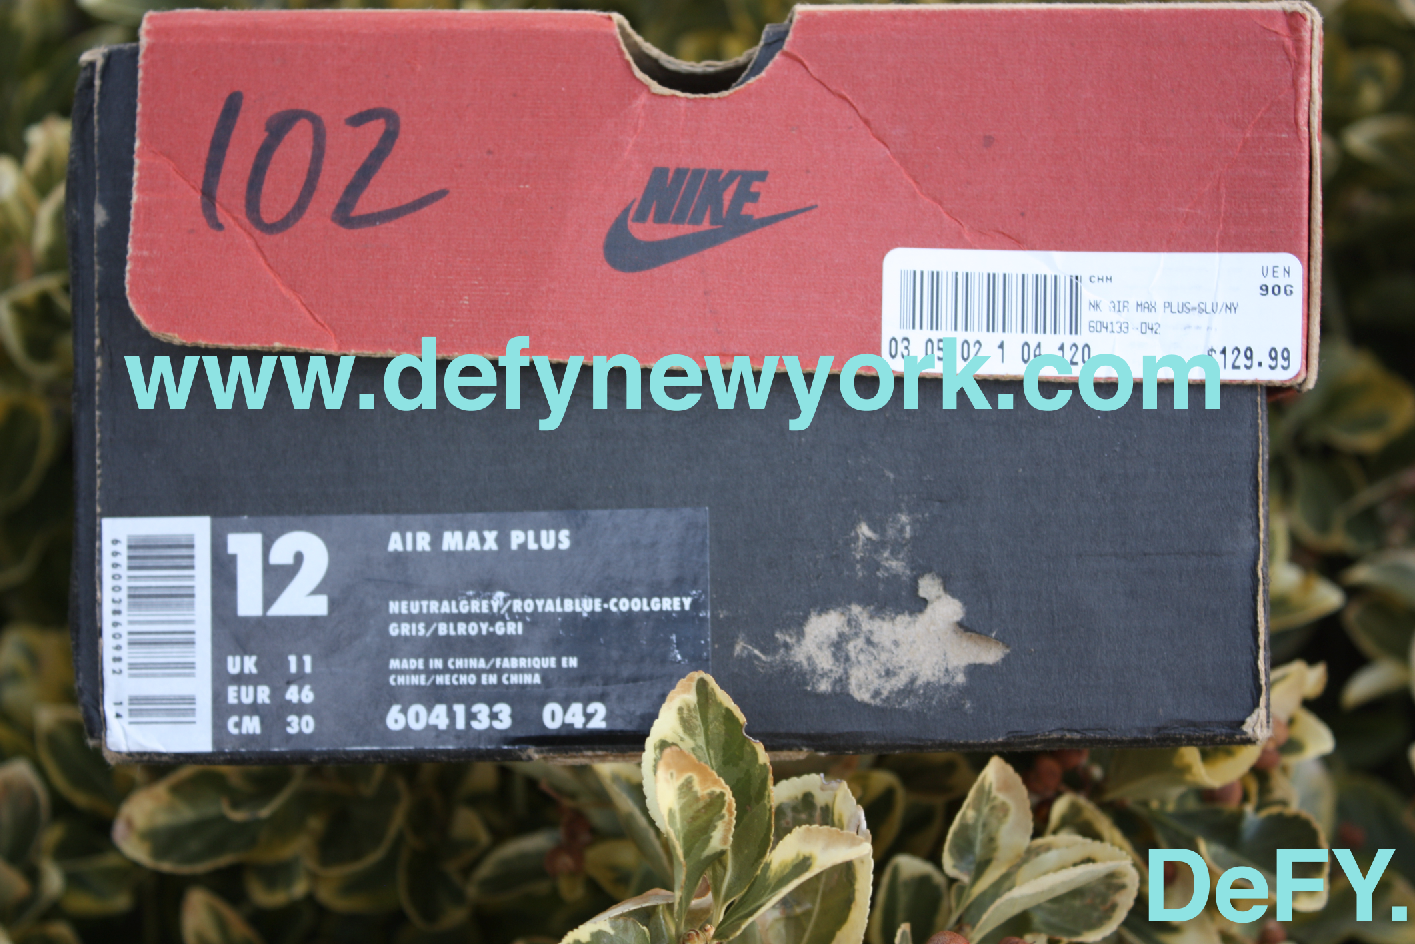 102
NIKE
CHM
VEN
90G
NK AIR MAX PLUS-SLV/NY
604133-042
03 05 02 1 04 120
$129.99
www.defynewyork.com
12
AIR MAX PLUS
NEUTRALGREY/ROYALBLUE-COOLGREY
GRIS/BLROY-GRI
UK 11
EUR 46
CM 30
MADE IN CHINA/FABRIQUE EN
CHINE/HECHO EN CHINA
604133 042
14
DeFY.